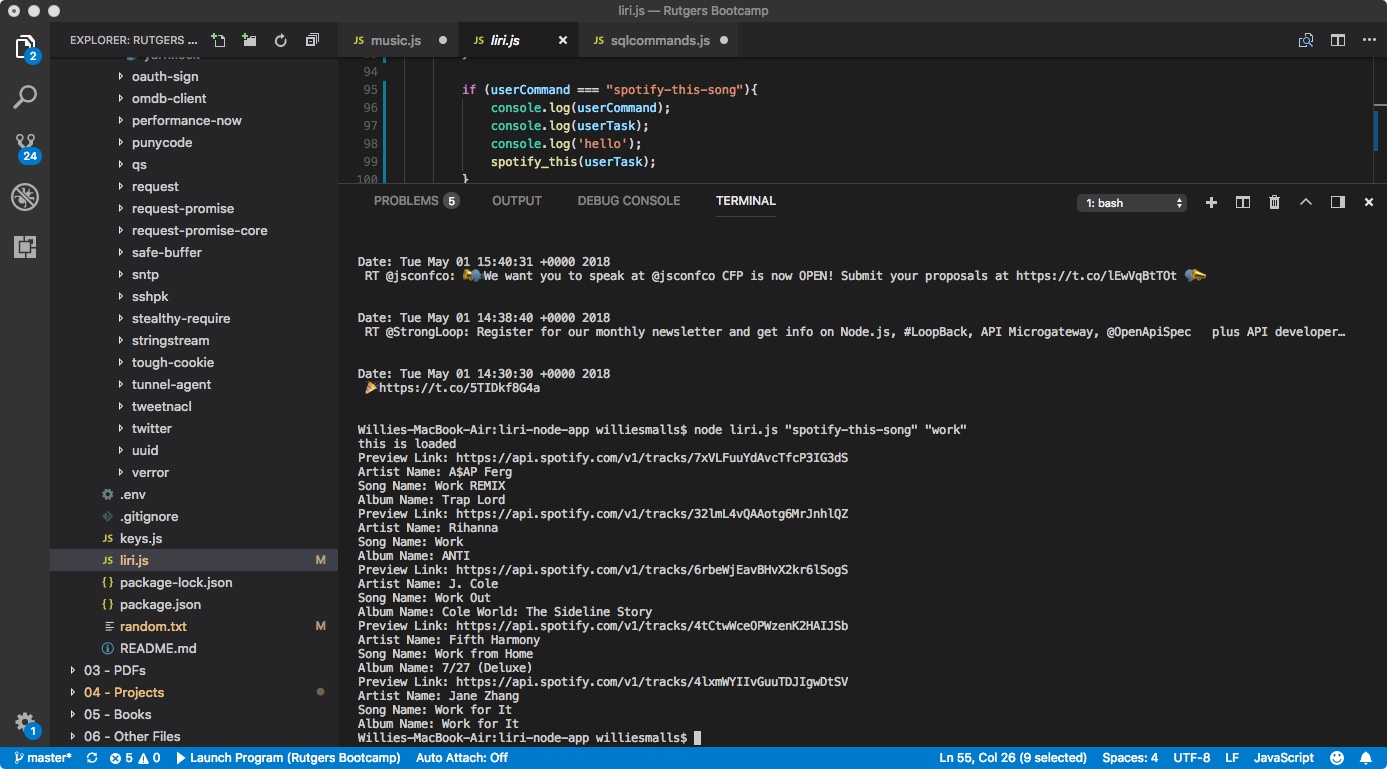 liri.js — Rutgers Bootcamp
EXPLORER: RUTGERS ...
JS music.js
JS liri.js
JS sqlcommands.js
2
24
1
oauth-sign
omdb-client
performance-now
punycode
qs
request
request-promise
request-promise-core
safe-buffer
sntp
sshpk
stealthy-require
stringstream
tough-cookie
tunnel-agent
tweetnacl
twitter
uuid
verror
.env
.gitignore
JS keys.js
JS liri.js M
{} package-lock.json
{} package.json
random.txt M
README.md
03 - PDFs
04 - Projects
05 - Books
06 - Other Files
94
95 if (userCommand === "spotify-this-song"){
96 console.log(userCommand);
97 console.log(userTask);
98 console.log('hello');
99 spotify_this(userTask);
100 }
PROBLEMS 5 OUTPUT DEBUG CONSOLE TERMINAL 1: bash
Date: Tue May 01 15:40:31 +0000 2018
RT @jsconfco: We want you to speak at @jsconfco CFP is now OPEN! Submit your proposals at https://t.co/lEwVqBtTOt
Date: Tue May 01 14:38:40 +0000 2018
RT @StrongLoop: Register for our monthly newsletter and get info on Node.js, #LoopBack, API Microgateway, @OpenApiSpec plus API developer…
Date: Tue May 01 14:30:30 +0000 2018
🎉https://t.co/5TIDkf8G4a
Willies-MacBook-Air:liri-node-app williesmalls$ node liri.js "spotify-this-song" "work"
this is loaded
Preview Link: https://api.spotify.com/v1/tracks/7xVLFuuYdAvcTfcP3IG3dS
Artist Name: A$AP Ferg
Song Name: Work REMIX
Album Name: Trap Lord
Preview Link: https://api.spotify.com/v1/tracks/32lmL4vQAAotg6MrJnhlQZ
Artist Name: Rihanna
Song Name: Work
Album Name: ANTI
Preview Link: https://api.spotify.com/v1/tracks/6rbeWjEavBHvX2kr6lSogS
Artist Name: J. Cole
Song Name: Work Out
Album Name: Cole World: The Sideline Story
Preview Link: https://api.spotify.com/v1/tracks/4tCtwWceOPWzenK2HAIJSb
Artist Name: Fifth Harmony
Song Name: Work from Home
Album Name: 7/27 (Deluxe)
Preview Link: https://api.spotify.com/v1/tracks/4lxmWYIIvGuuTDJIgwDtSV
Artist Name: Jane Zhang
Song Name: Work for It
Album Name: Work for It
Willies-MacBook-Air:liri-node-app williesmalls$
master* 5 0 Launch Program (Rutgers Bootcamp) Auto Attach: Off Ln 55, Col 26 (9 selected) Spaces: 4 UTF-8 LF JavaScript